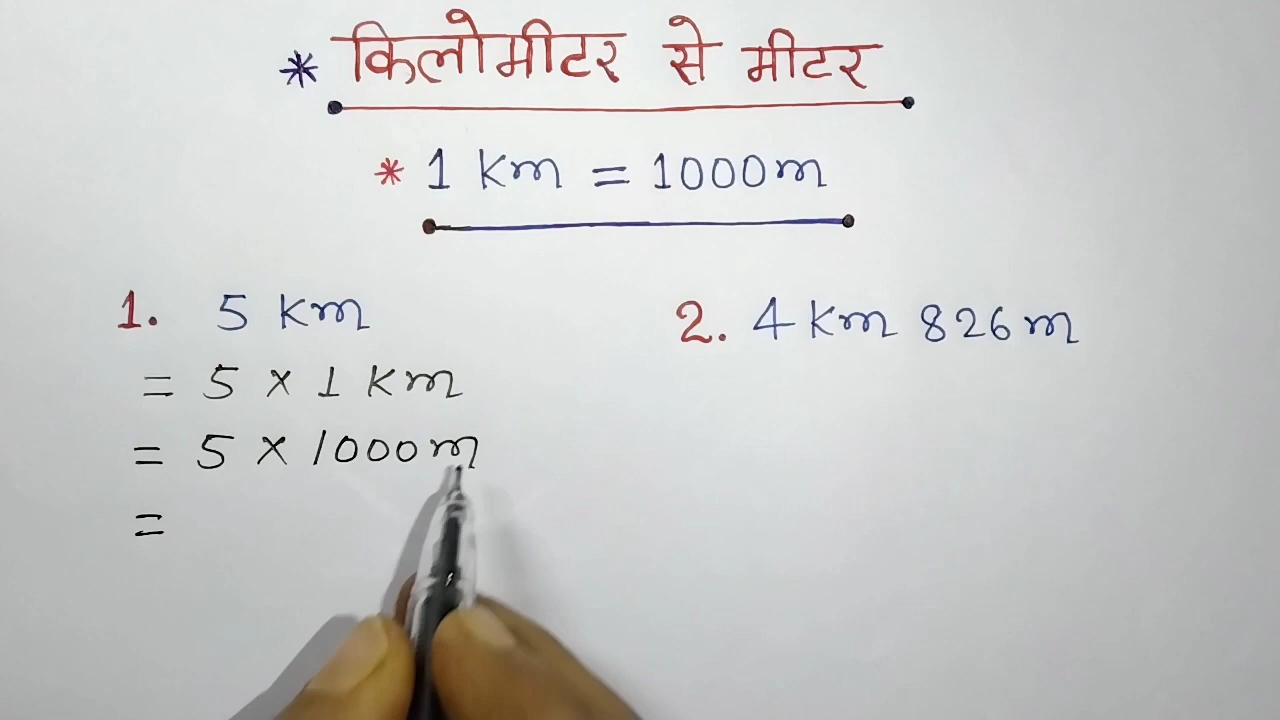 * किलोमीटर से मीटर
* 1 km = 1000m
1. 5 km
= 5 × 1 km
= 5 × 1000m
=
2. 4 km 826 m